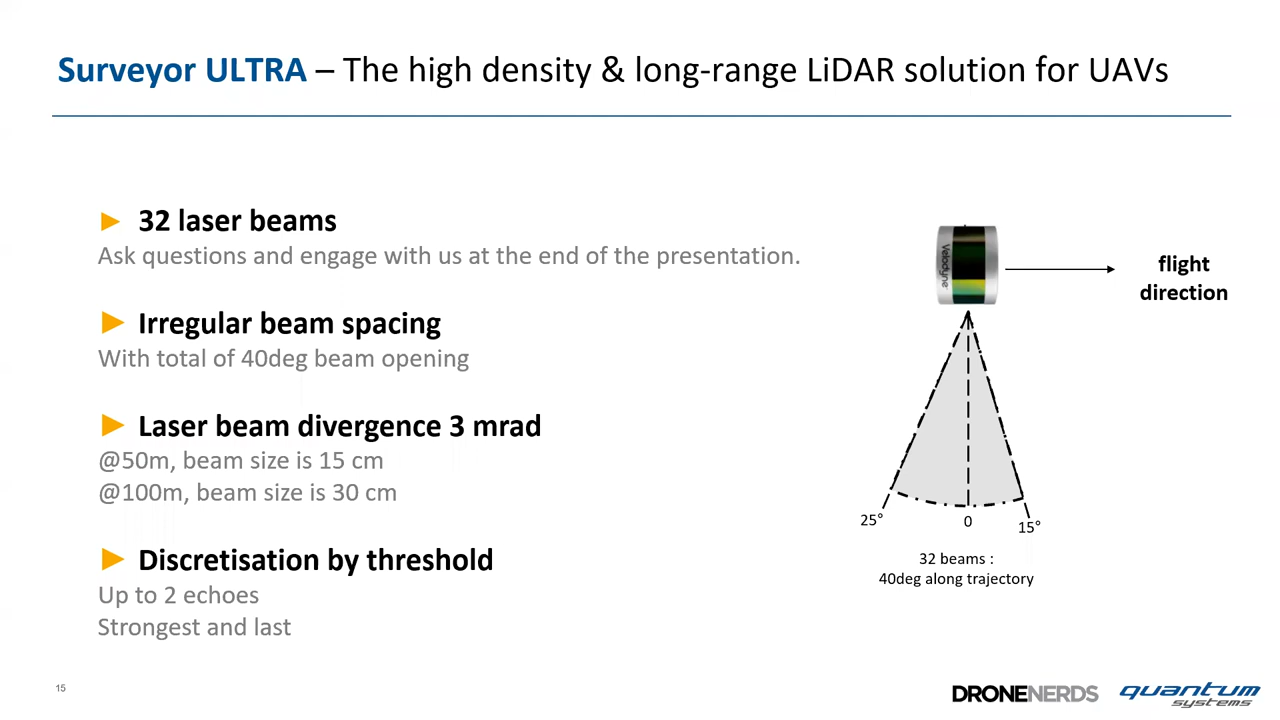 Surveyor ULTRA – The high density & long-range LiDAR solution for UAVs
► 32 laser beams
Ask questions and engage with us at the end of the presentation.
► Irregular beam spacing
With total of 40deg beam opening
► Laser beam divergence 3 mrad
@50m, beam size is 15 cm
@100m, beam size is 30 cm
► Discretisation by threshold
Up to 2 echoes
Strongest and last
Velodyne
flight
direction
25°
0
15°
32 beams :
40deg along trajectory
15
DRONENERDS
quantum
systems